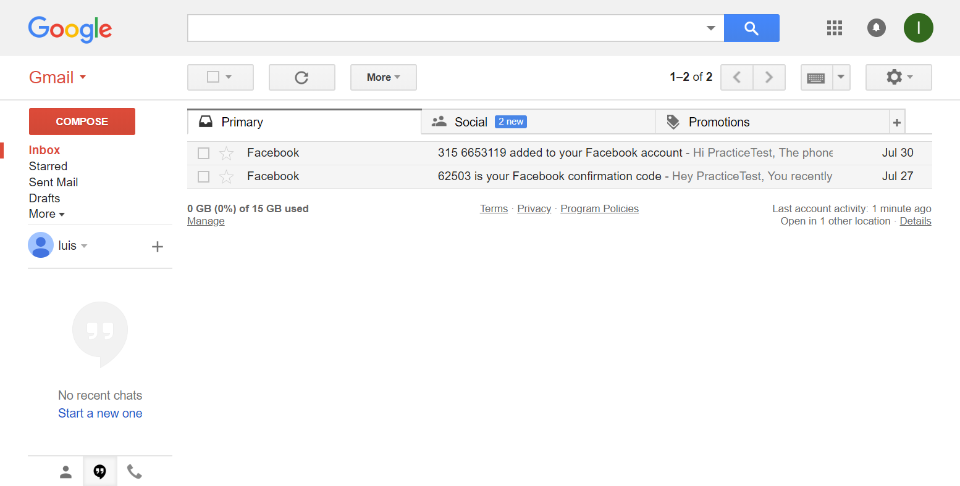 Google
I
Gmail
More
1–2 of 2
COMPOSE
Primary
Social 2 new
Promotions
+
Inbox
Starred
Sent Mail
Drafts
More
Facebook 315 6653119 added to your Facebook account - Hi PracticeTest, The phone Jul 30
Facebook 62503 is your Facebook confirmation code - Hey PracticeTest, You recently Jul 27
0 GB (0%) of 15 GB used
Manage
Terms · Privacy · Program Policies
Last account activity: 1 minute ago
Open in 1 other location · Details
luis
No recent chats
Start a new one